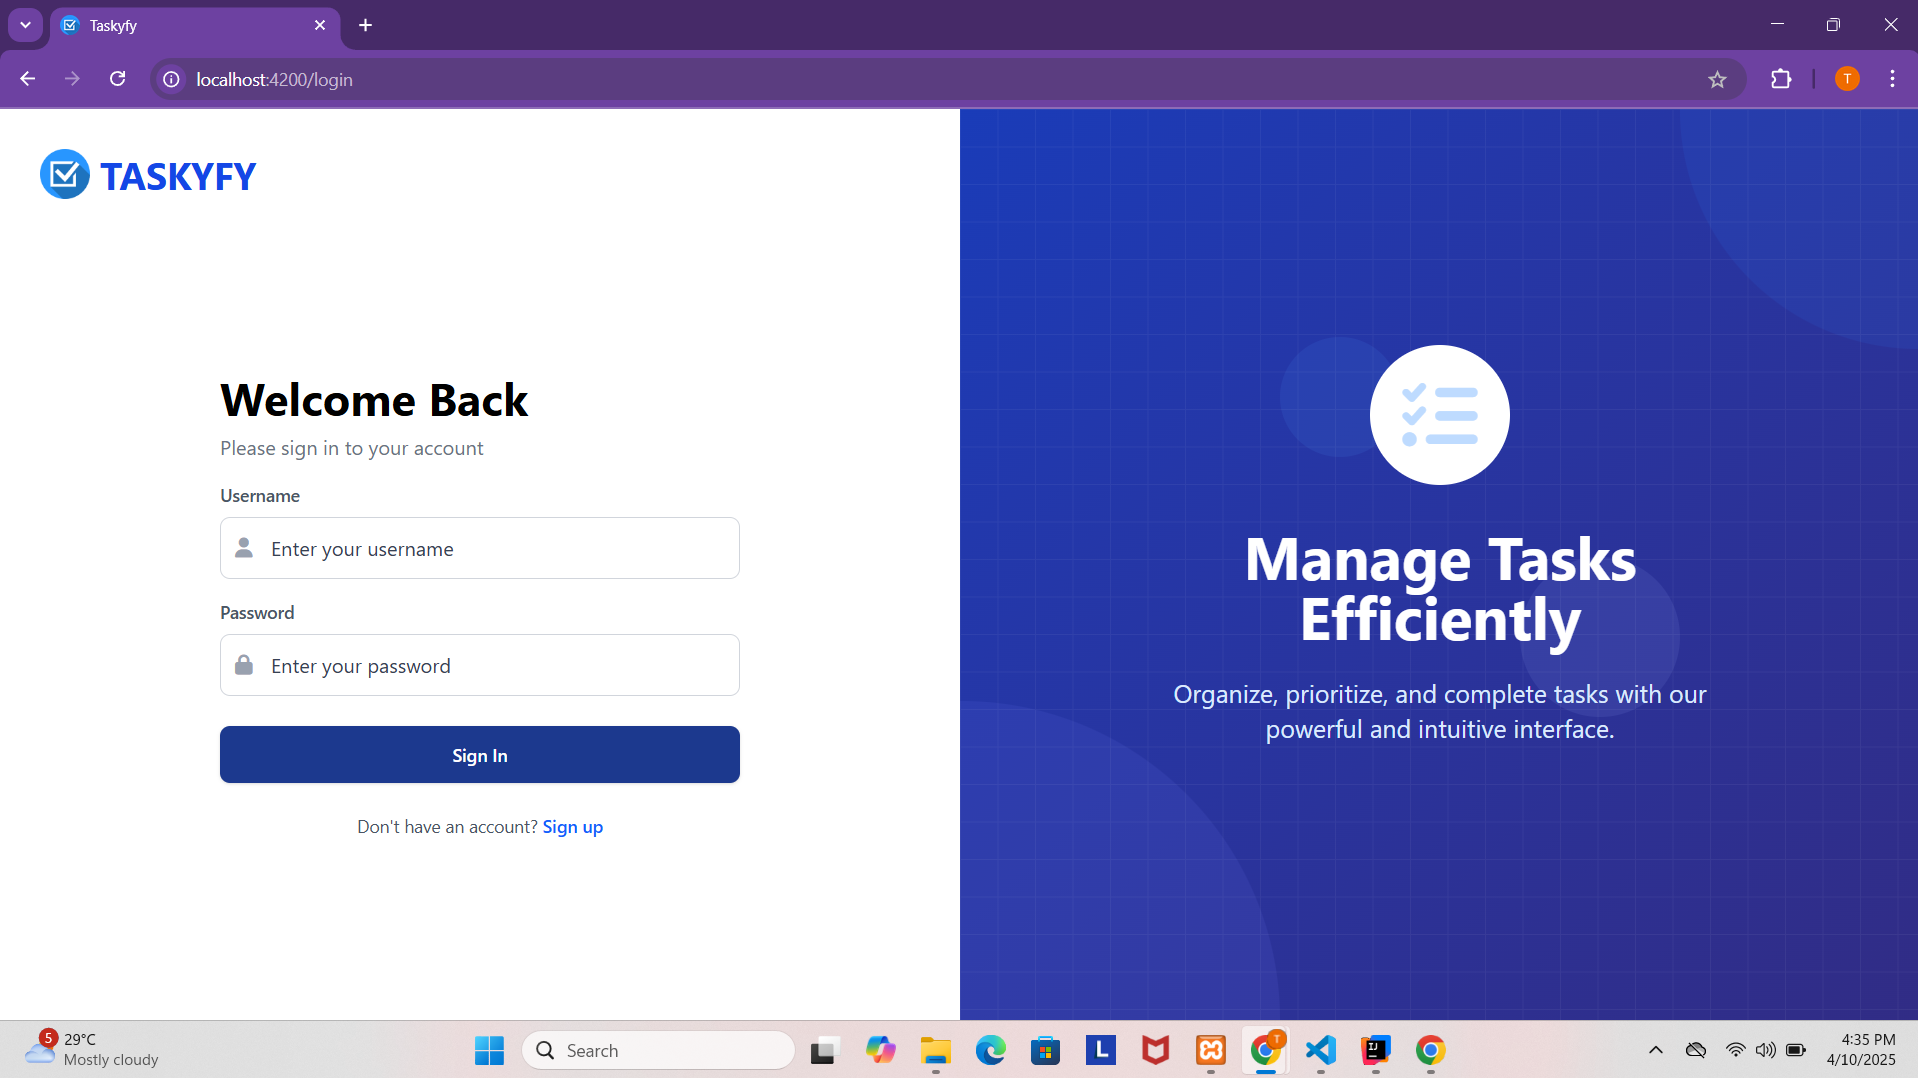 Taskyfy
localhost:4200/login
T
TASKYFY
Welcome Back
Please sign in to your account
Username
Enter your username
Password
Enter your password
Sign In
Don't have an account? Sign up
Manage Tasks
Efficiently
Organize, prioritize, and complete tasks with our
powerful and intuitive interface.
5
29°C
Mostly cloudy
Search
L
T
IJ
4:35 PM
4/10/2025